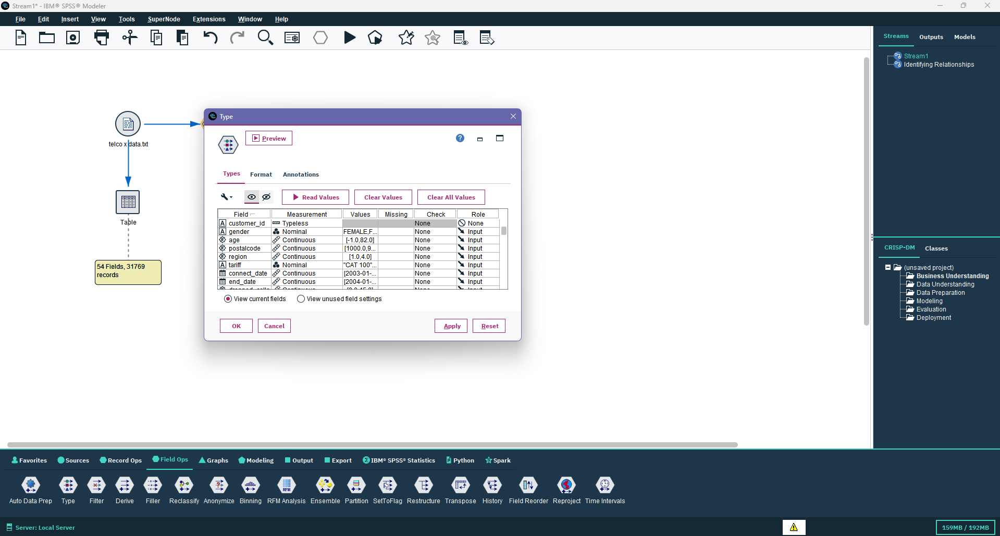 Stream1* - IBM® SPSS® Modeler
File Edit Insert View Tools SuperNode Extensions Window Help
Streams Outputs Models
Stream1
Identifying Relationships
telco x data.txt
Table
54 Fields, 31769
records
Type
Preview
?
Types Format Annotations
Read Values Clear Values Clear All Values
Field Measurement Values Missing Check Role
A customer_id Typeless None None
A gender Nominal FEMALE,F... None Input
age Continuous [-1.0,82.0] None Input
postalcode Continuous [1000.0,9... None Input
region Continuous [1.0,4.0] None Input
A tariff Nominal "CAT 100"... None Input
connect_date Continuous [2003-01-... None Input
end_date Continuous [2004-01-... None Input
View current fields View unused field settings
OK Cancel Apply Reset
CRISP-DM Classes
(unsaved project)
Business Understanding
Data Understanding
Data Preparation
Modeling
Evaluation
Deployment
Favorites Sources Record Ops Field Ops Graphs Modeling Output Export IBM® SPSS® Statistics Python Spark
RFM
Auto Data Prep Type Filter Derive Filler Reclassify Anonymize Binning RFM Analysis Ensemble Partition SetToFlag Restructure Transpose History Field Reorder Reproject Time Intervals
Server: Local Server
159MB / 192MB